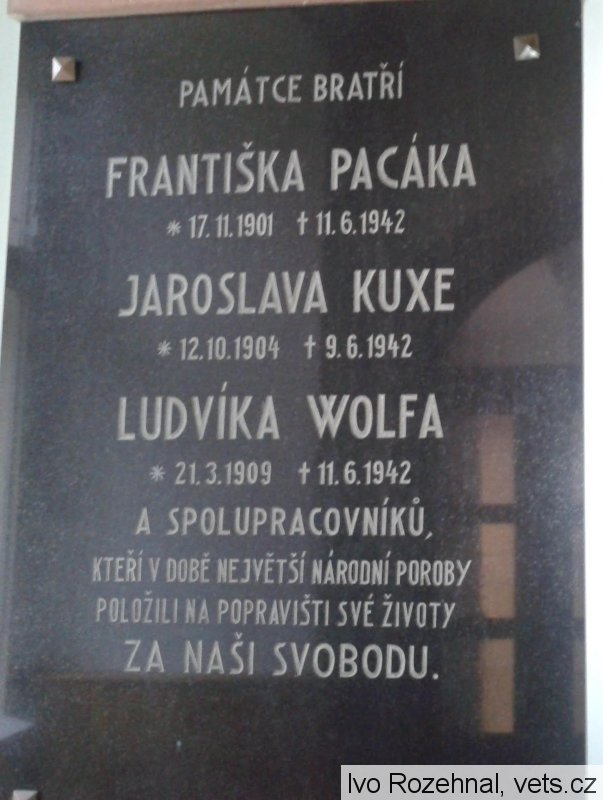 PAMÁTCE BRATŘÍ
FRANTIŠKA PACÁKA
* 17.11.1901 † 11.6.1942
JAROSLAVA KUXE
* 12.10.1904 † 9.6.1942
LUDVÍKA WOLFA
* 21.3.1909 † 11.6.1942
A SPOLUPRACOVNÍKŮ,
KTEŘÍ V DOBĚ NEJVĚTŠÍ NÁRODNÍ POROBY
POLOŽILI NA POPRAVIŠTI SVÉ ŽIVOTY
ZA NAŠI SVOBODU.
Ivo Rozehnal, vets.cz